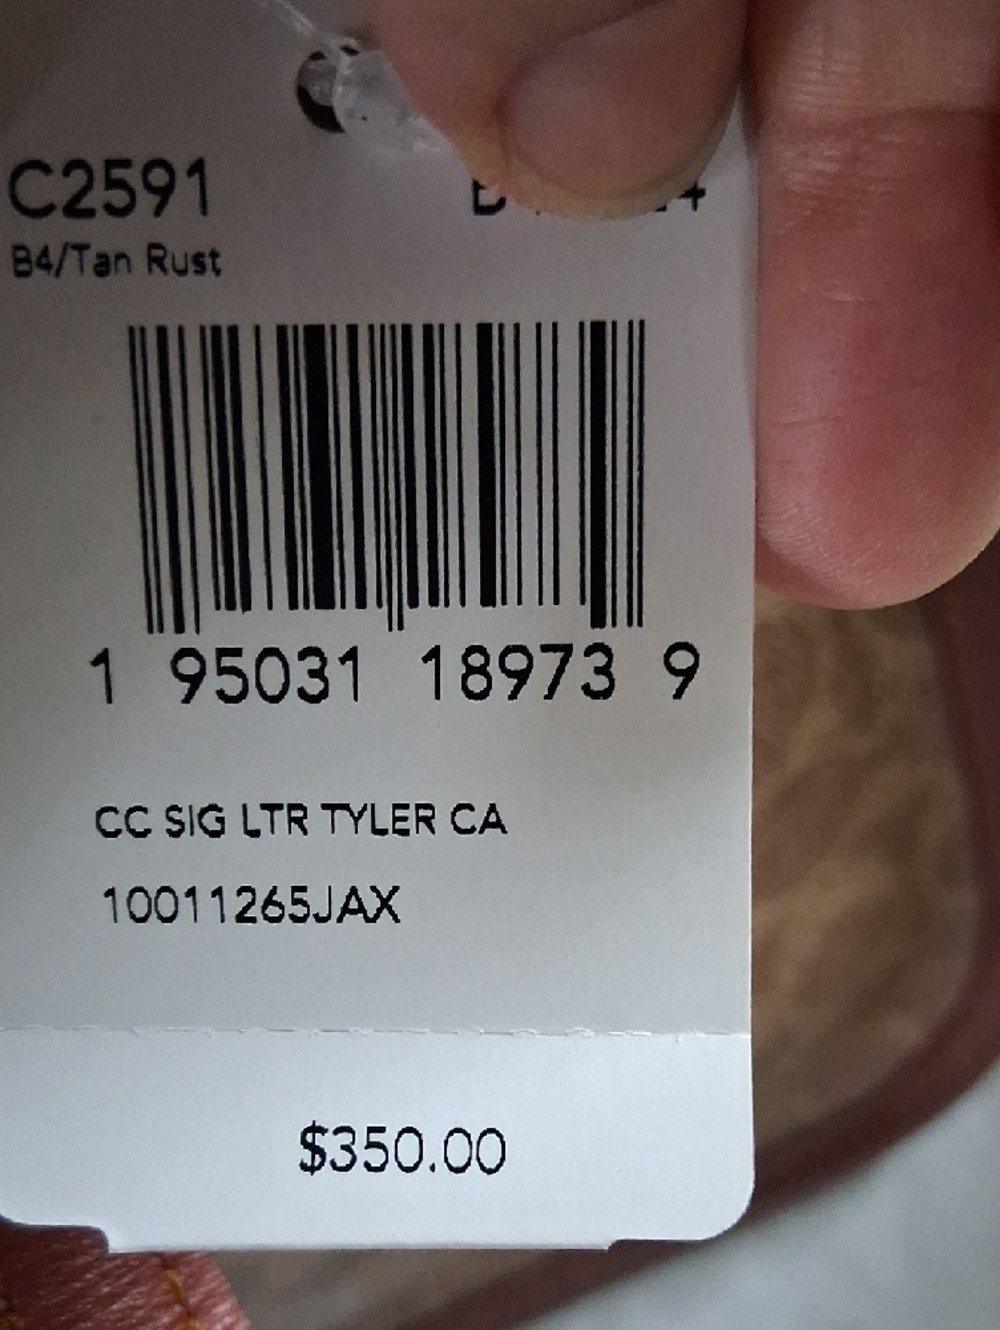 C2591
B4/Tan Rust
1 95031 18973 9
CC SIG LTR TYLER CA
10011265JAX
$350.00